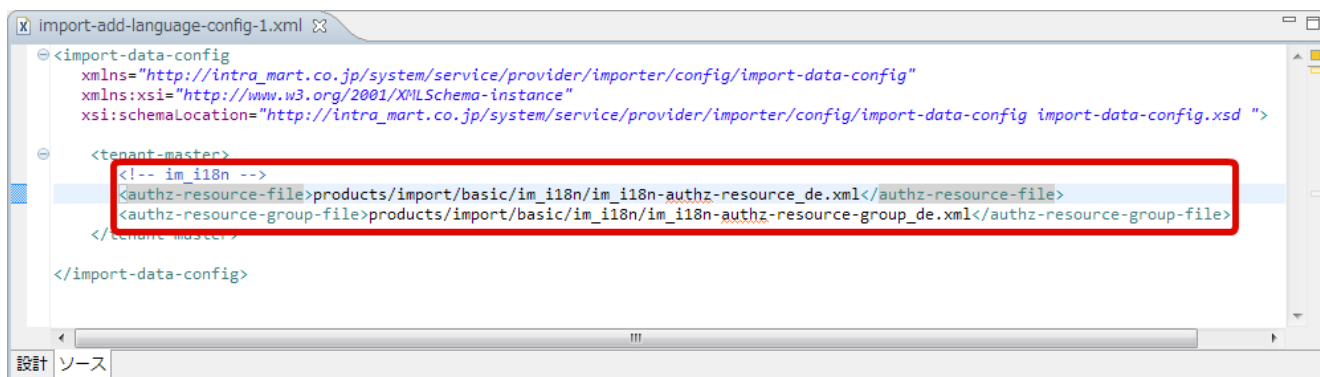 import-add-language-config-1.xml
<import-data-config
xmlns="http://intra_mart.co.jp/system/service/provider/importer/config/import-data-config"
xmlns:xsi="http://www.w3.org/2001/XMLSchema-instance"
xsi:schemaLocation="http://intra_mart.co.jp/system/service/provider/importer/config/import-data-config import-data-config.xsd ">
<tenant-master>
<!-- im_i18n -->
<authz-resource-file>products/import/basic/im_i18n/im_i18n-authz-resource_de.xml</authz-resource-file>
<authz-resource-group-file>products/import/basic/im_i18n/im_i18n-authz-resource-group_de.xml</authz-resource-group-file>
</tenant-master>
</import-data-config>
設計 ソース